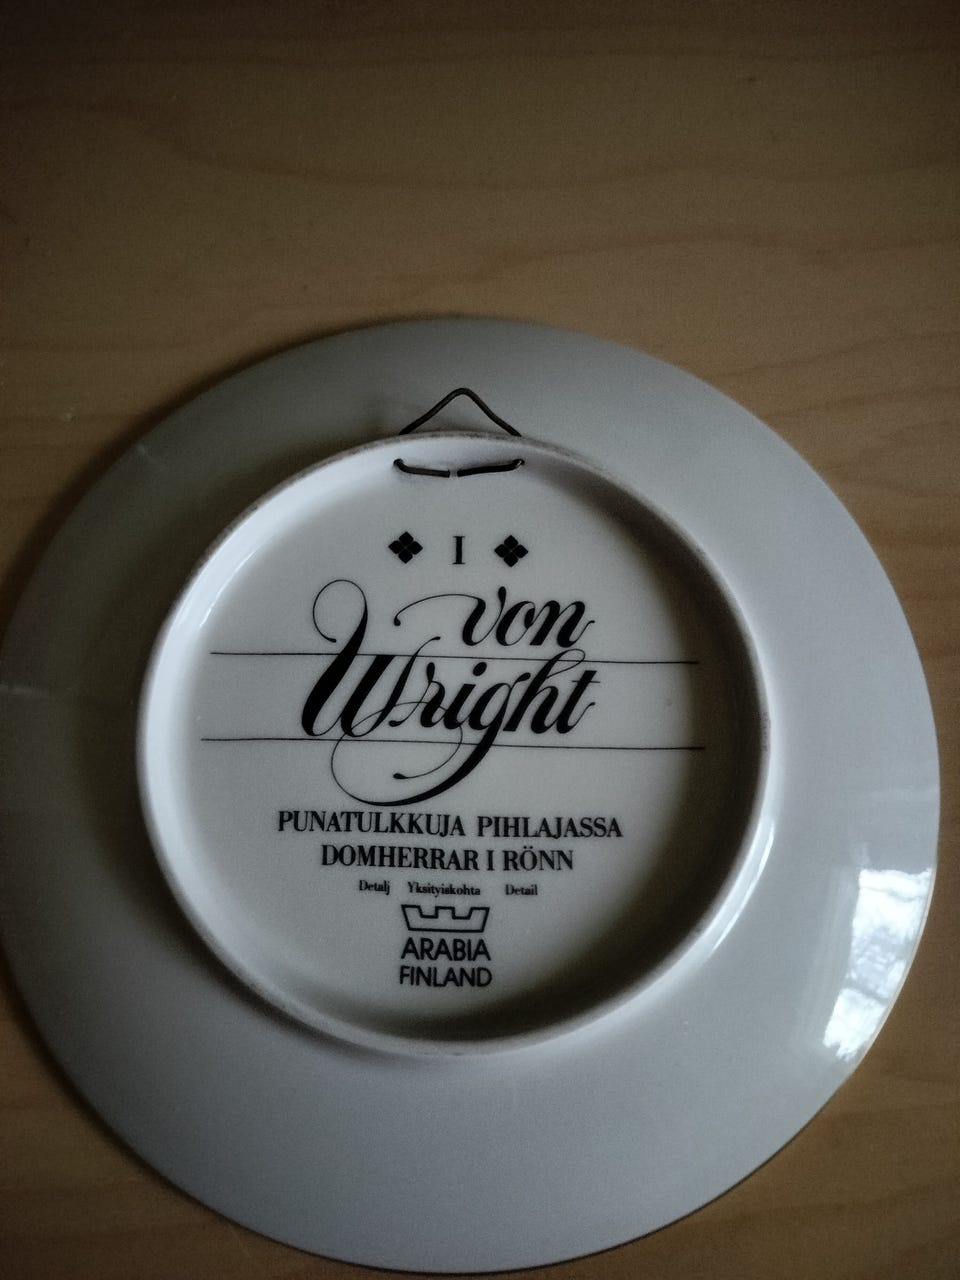 I
von
Wright
PUNATULKKUJA PIHLAJASSA
DOMHERRAR I RÖNN
Detalj Yksityiskohta Detail
ARABIA
FINLAND